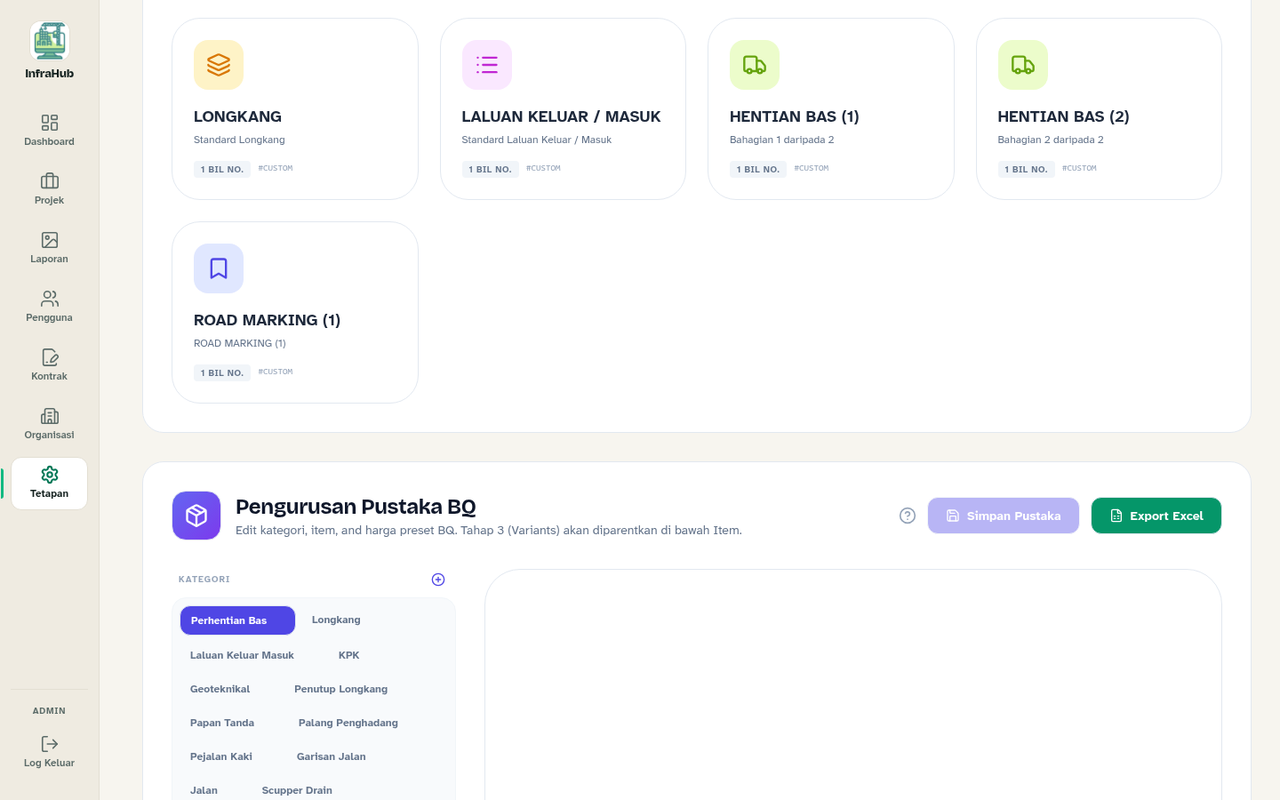 InfraHub
Dashboard
Projek
Laporan
Pengguna
Kontrak
Organisasi
Tetapan
ADMIN
Log Keluar
LONGKANG
Standard Longkang
1 BIL NO. #CUSTOM
LALUAN KELUAR / MASUK
Standard Laluan Keluar / Masuk
1 BIL NO. #CUSTOM
HENTIAN BAS (1)
Bahagian 1 daripada 2
1 BIL NO. #CUSTOM
HENTIAN BAS (2)
Bahagian 2 daripada 2
1 BIL NO. #CUSTOM
ROAD MARKING (1)
ROAD MARKING (1)
1 BIL NO. #CUSTOM
Pengurusan Pustaka BQ
Edit kategori, item, and harga preset BQ. Tahap 3 (Variants) akan diparentkan di bawah Item.
Simpan Pustaka
Export Excel
KATEGORI
Perhentian Bas Longkang
Laluan Keluar Masuk KPK
Geoteknikal Penutup Longkang
Papan Tanda Palang Penghadang
Pejalan Kaki Garisan Jalan
Jalan Scupper Drain